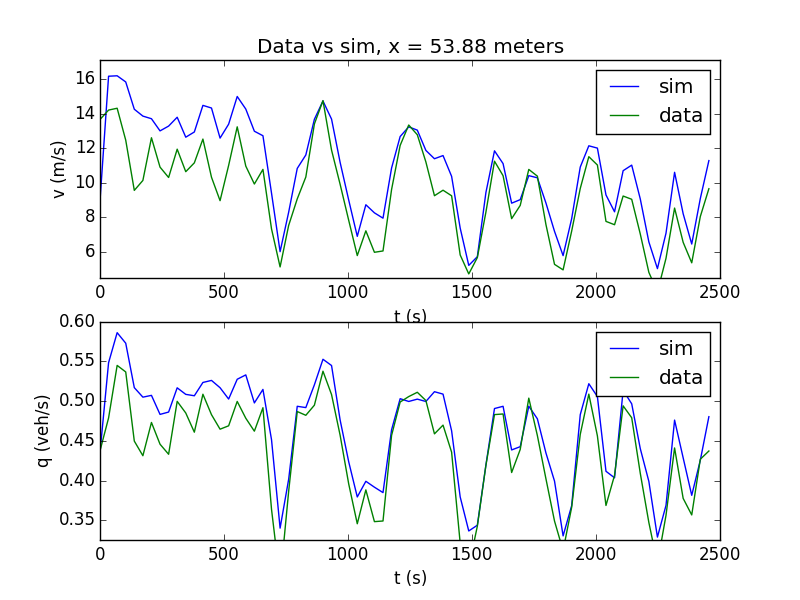 Data vs sim, x = 53.88 meters
16
14
12
10
8
6
v (m/s)
sim
data
0 500 1000 1500 2000 2500
t (s)
0.60
0.55
0.50
0.45
0.40
0.35
q (veh/s)
sim
data
0 500 1000 1500 2000 2500
t (s)